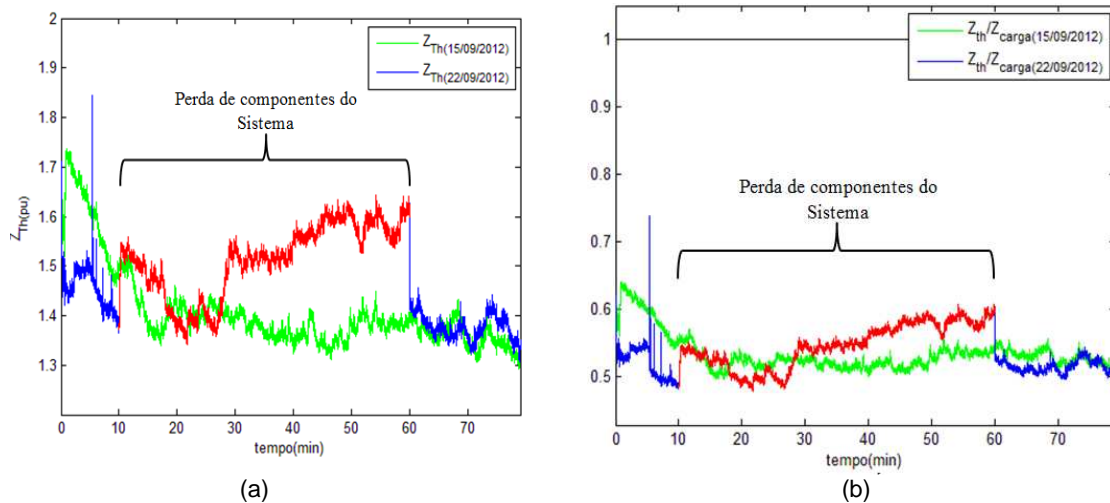 Z_Th(15/09/2012)
Z_Th(22/09/2012)
Perda de componentes do
Sistema
Z_Th(pu)
1.8
1.7
1.6
1.5
1.4
1.3
0 10 20 30 40 50 60 70
tempo(min)
(a)
Z_th/Z_carga(15/09/2012)
Z_th/Z_carga(22/09/2012)
Perda de componentes do
Sistema
1
0.9
0.8
0.7
0.6
0.5
0 10 20 30 40 50 60 70
tempo(min)
(b)